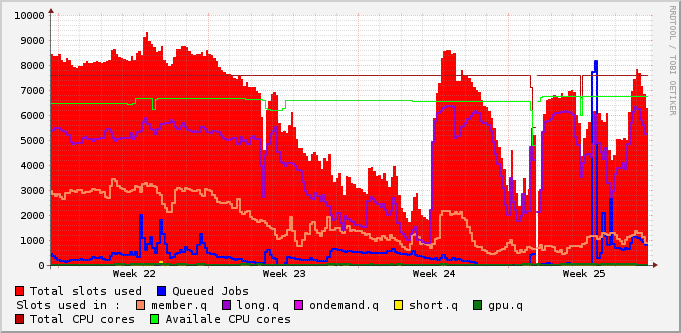 10000
9000
8000
7000
6000
5000
4000
3000
2000
1000
0
Week 22 Week 23 Week 24 Week 25
Total slots used Queued Jobs
Slots used in : member.q long.q ondemand.q short.q gpu.q
Total CPU cores Availale CPU cores
RRDTOOL / TOBI OETIKER